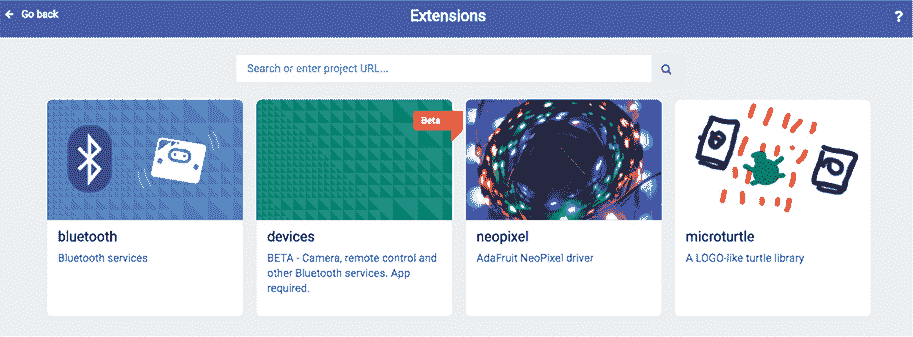 Go back
Extensions
?
Search or enter project URL...
Beta
bluetooth
Bluetooth services
devices
BETA - Camera, remote control and
other Bluetooth services. App
required.
neopixel
AdaFruit NeoPixel driver
microturtle
A LOGO-like turtle library